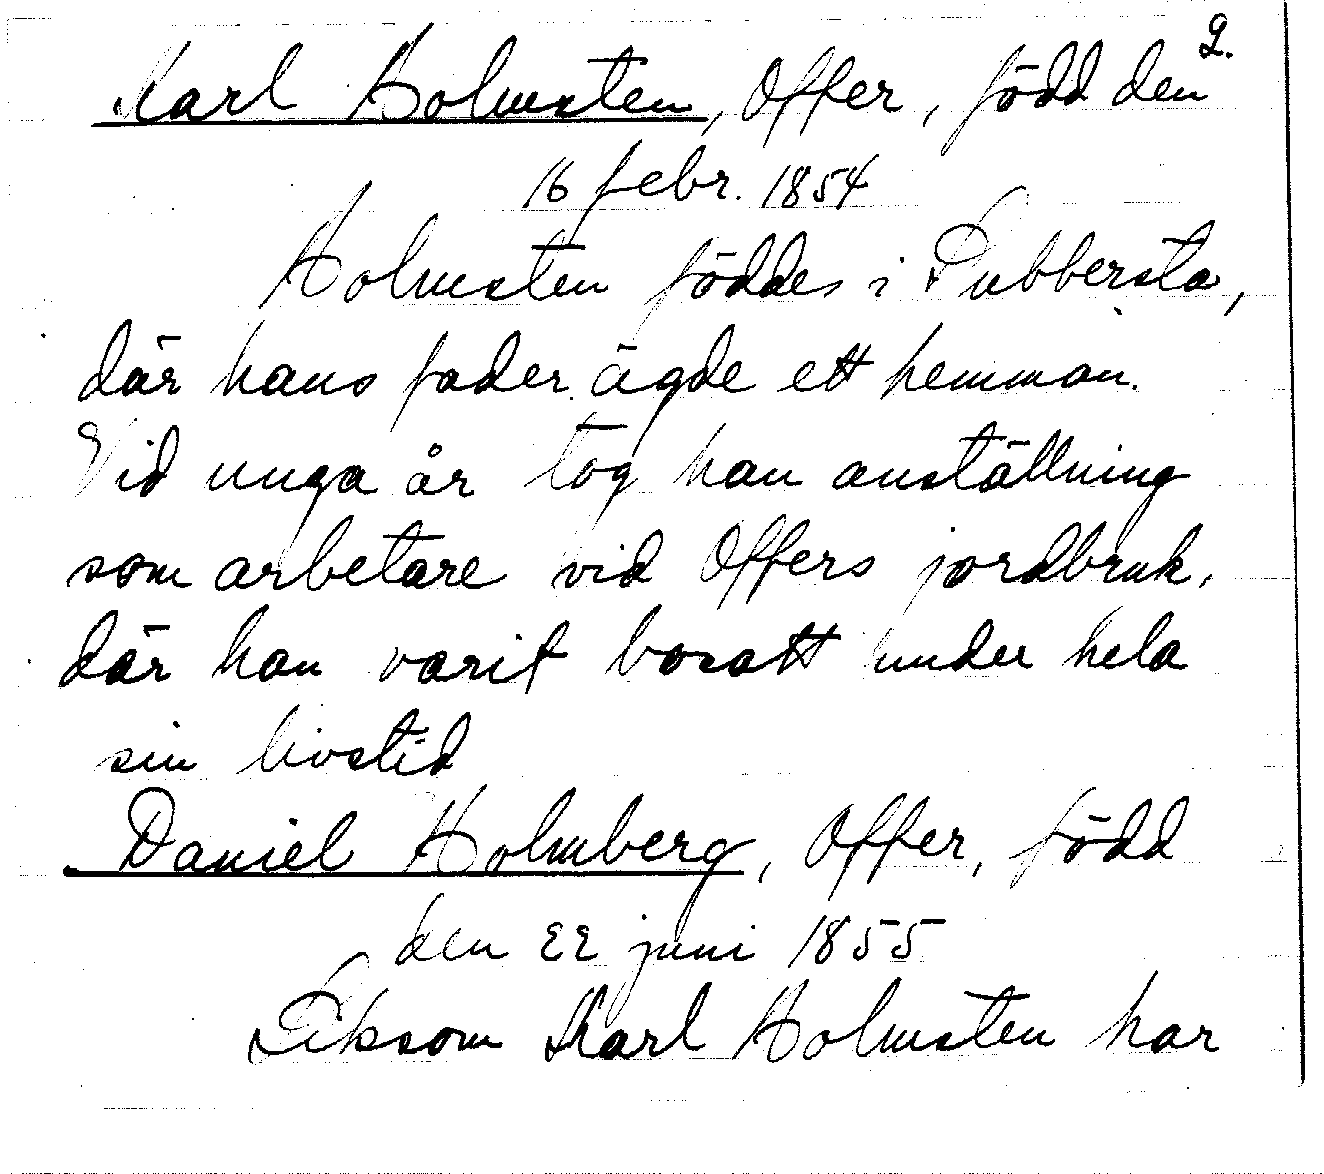 2.
Karl Holmsten, Offer, född den
16 febr. 1854
Holmsten föddes i Subbersta,
där hans fader ägde ett hemman.
Vid unga år tog han anställning
som arbetare vid Offers jordbruk,
där han varit bosatt under hela
sin livstid
Daniel Holmberg, Offer, född
den 22 juni 1855
Liksom Karl Holmsten har